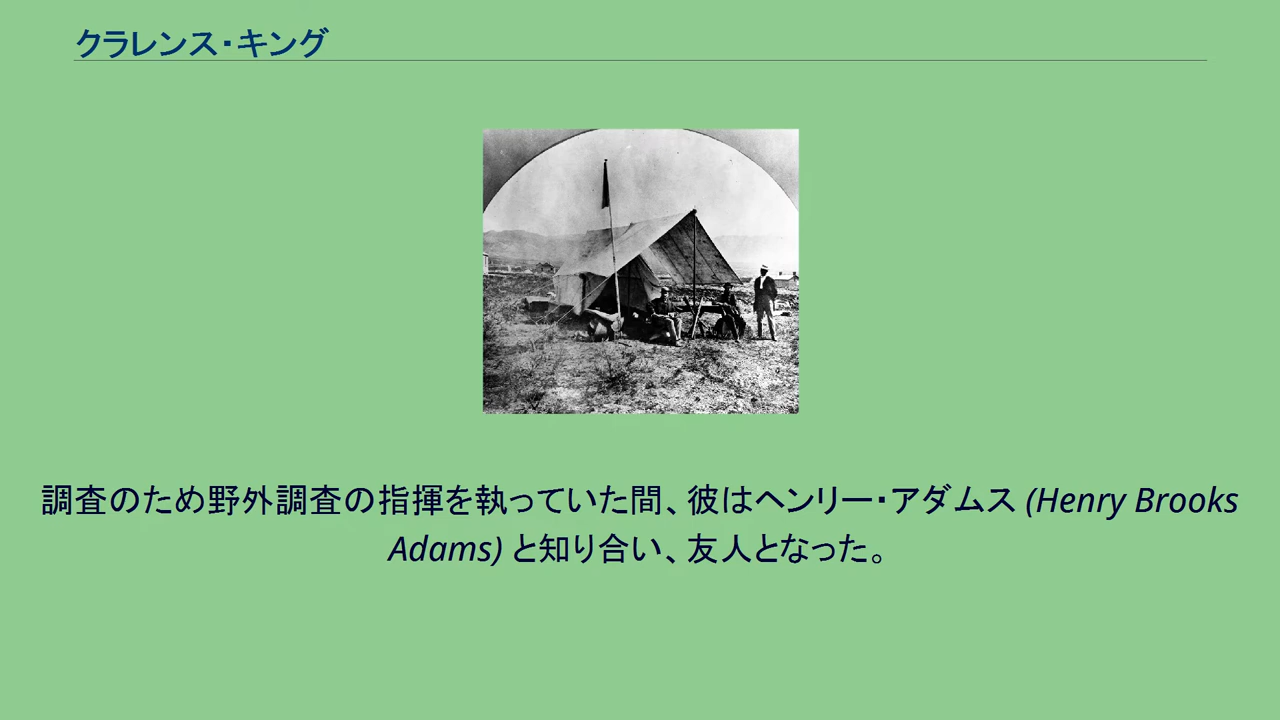 クラレンス・キング
調査のため野外調査の指揮を執っていた間、彼はヘンリー・アダムス (Henry Brooks
Adams) と知り合い、友人となった。